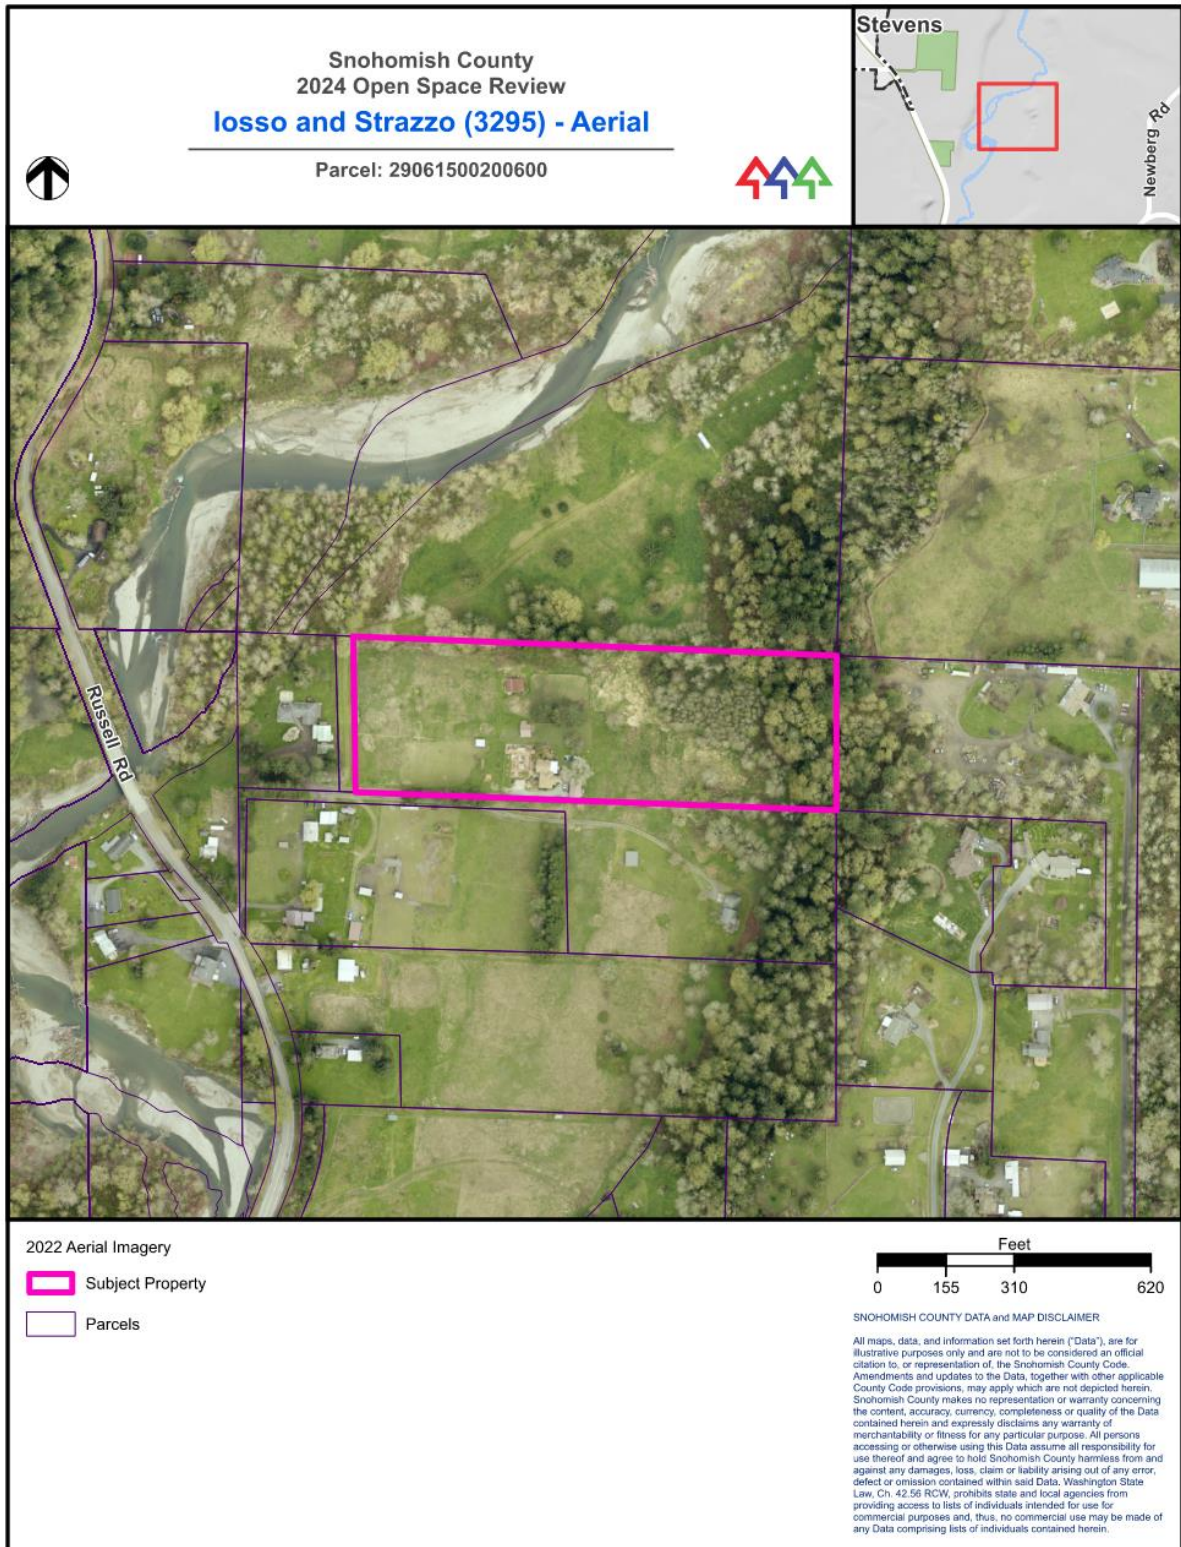 Snohomish County
2024 Open Space Review
Iosso and Strazzo (3295) - Aerial
Parcel: 29061500200600
Stevens
Newberg Rd
Russell Rd
2022 Aerial Imagery
Subject Property
Parcels
Feet
0 155 310 620
SNOHOMISH COUNTY DATA and MAP DISCLAIMER
All maps, data, and information set forth herein ("Data"), are for
illustrative purposes only and are not to be considered an official
citation to, or representation of, the Snohomish County Code.
Amendments and updates to the Data, together with other applicable
County Code provisions, may apply which are not depicted herein.
Snohomish County makes no representation or warranty concerning
the content, accuracy, currency, completeness or quality of the Data
contained herein and expressly disclaims any warranty of
merchantability or fitness for any particular purpose. All persons
accessing or otherwise using this Data assume all responsibility for
use thereof and agree to hold Snohomish County harmless from and
against any damages, loss, claim or liability arising out of any error,
defect or omission contained within said Data. Washington State
Law, Ch. 42.56 RCW, prohibits state and local agencies from
providing access to lists of individuals intended for use for
commercial purposes and, thus, no commercial use may be made of
any Data comprising lists of individuals contained herein.